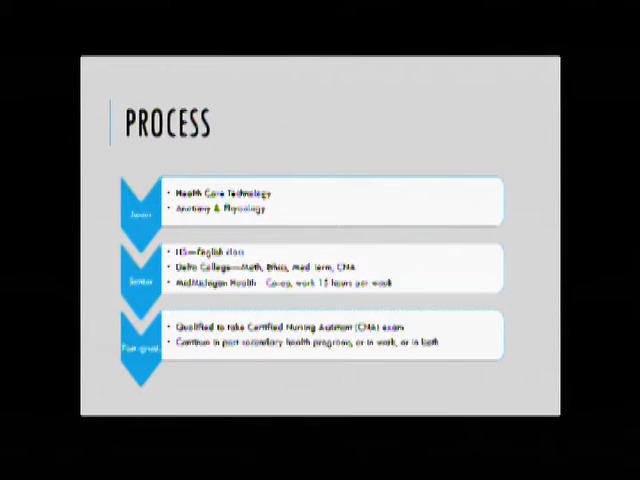 PROCESS
Junior
• Health Care Technology
• Anatomy & Physiology
Senior
• English class
• Delta College—Math, Ethics, Med Term, CNA
• MidMichigan Health Co-op, work 15 hours per week
Post-grad
• Qualified to take Certified Nursing Assistant (CNA) exam
• Continue in post secondary health programs, or in work, or in both